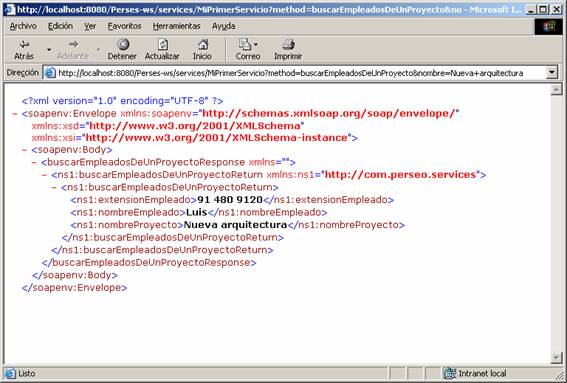 http://localhost:8080/Perses-ws/services/MiPrimerServicio?method=buscarEmpleadosDeUnProyecto&no - Microsoft I...
Archivo Edición Ver Favoritos Herramientas Ayuda
Atrás Adelante Detener Actualizar Inicio Correo Imprimir
Dirección http://localhost:8080/Perses-ws/services/MiPrimerServicio?method=buscarEmpleadosDeUnProyecto&nombre=Nueva+arquitectura
<?xml version="1.0" encoding="UTF-8" ?>
- <soapenv:Envelope xmlns:soapenv="http://schemas.xmlsoap.org/soap/envelope/"
xmlns:xsd="http://www.w3.org/2001/XMLSchema"
xmlns:xsi="http://www.w3.org/2001/XMLSchema-instance">
- <soapenv:Body>
- <buscarEmpleadosDeUnProyectoResponse xmlns="">
- <ns1:buscarEmpleadosDeUnProyectoReturn xmlns:ns1="http://com.perseo.services">
- <ns1:buscarEmpleadosDeUnProyectoReturn>
<ns1:extensionEmpleado>91 480 9120</ns1:extensionEmpleado>
<ns1:nombreEmpleado>Luis</ns1:nombreEmpleado>
<ns1:nombreProyecto>Nueva arquitectura</ns1:nombreProyecto>
</ns1:buscarEmpleadosDeUnProyectoReturn>
</ns1:buscarEmpleadosDeUnProyectoReturn>
</buscarEmpleadosDeUnProyectoResponse>
</soapenv:Body>
</soapenv:Envelope>
Listo Intranet local